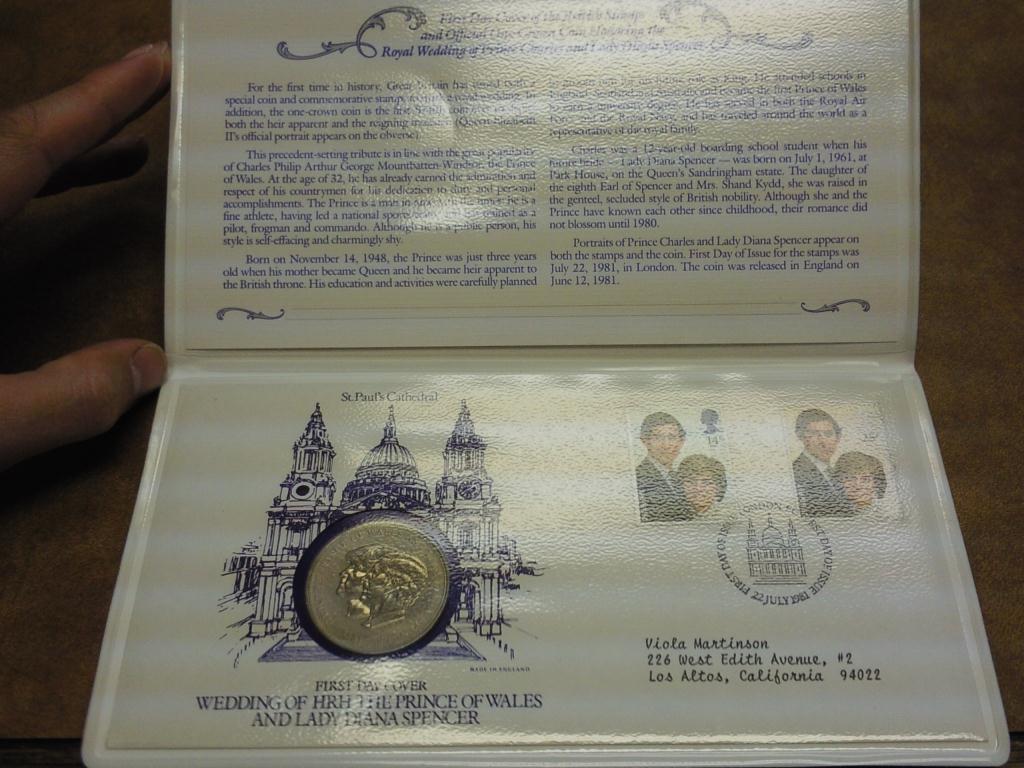 First Day Cover of the British Stamps
and Official One Crown Coin Honoring the
Royal Wedding of Prince Charles and Lady Diana Spencer
For the first time in history, Great Britain has issued both a
special coin and commemorative stamps to mark a royal wedding. In
addition, the one-crown coin is the first British coin ever to
both the heir apparent and the reigning monarch (Queen Elizabeth
II's official portrait appears on the obverse).
This precedent-setting tribute is in line with the great popularity
of Charles Philip Arthur George Mountbatten-Windsor, the Prince
of Wales. At the age of 32, he has already earned the admiration and
respect of his countrymen for his dedication to duty and personal
accomplishments. The Prince is a man in tune with the times: he is a
fine athlete, having led a national sports team, and has trained as a
pilot, frogman and commando. Although he is a public person, his
style is self-effacing and charmingly shy.
Born on November 14, 1948, the Prince was just three years
old when his mother became Queen and he became heir apparent to
the British throne. His education and activities were carefully planned
to groom him for his future role as King. He attended schools in
England, Scotland and Australia and became the first Prince of Wales
to earn a university degree. He has served in both the Royal Air
Force and the Royal Navy, and has traveled around the world as a
representative of the royal family.
Charles was a 12-year-old boarding school student when his
future bride — Lady Diana Spencer — was born on July 1, 1961, at
Park House, on the Queen's Sandringham estate. The daughter of
the eighth Earl of Spencer and Mrs. Shand Kydd, she was raised in
the genteel, secluded style of British nobility. Although she and the
Prince have known each other since childhood, their romance did
not blossom until 1980.
Portraits of Prince Charles and Lady Diana Spencer appear on
both the stamps and the coin. First Day of Issue for the stamps was
July 22, 1981, in London. The coin was released in England on
June 12, 1981.
St. Paul's Cathedral
14
FIRST DAY OF ISSUE
22 JULY 1981
MADE IN ENGLAND
FIRST DAY COVER
WEDDING OF HRH THE PRINCE OF WALES
AND LADY DIANA SPENCER
Viola Martinson
226 West Edith Avenue, #2
Los Altos, California 94022